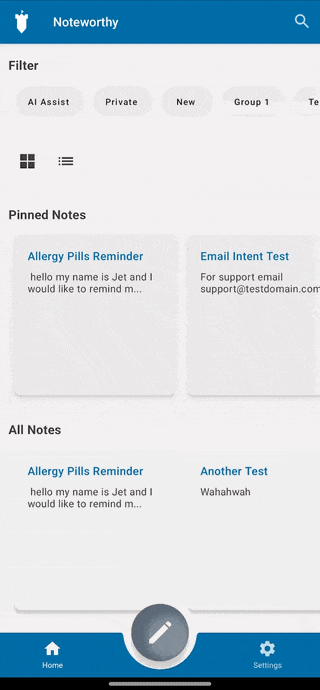 Noteworthy
Filter
AI Assist
Private
New
Group 1
Te
Pinned Notes
Allergy Pills Reminder
hello my name is Jet and I
would like to remind m...
Email Intent Test
For support email
support@testdomain.com
All Notes
Allergy Pills Reminder
hello my name is Jet and I
would like to remind m...
Another Test
Wahahwah
Home
Settings